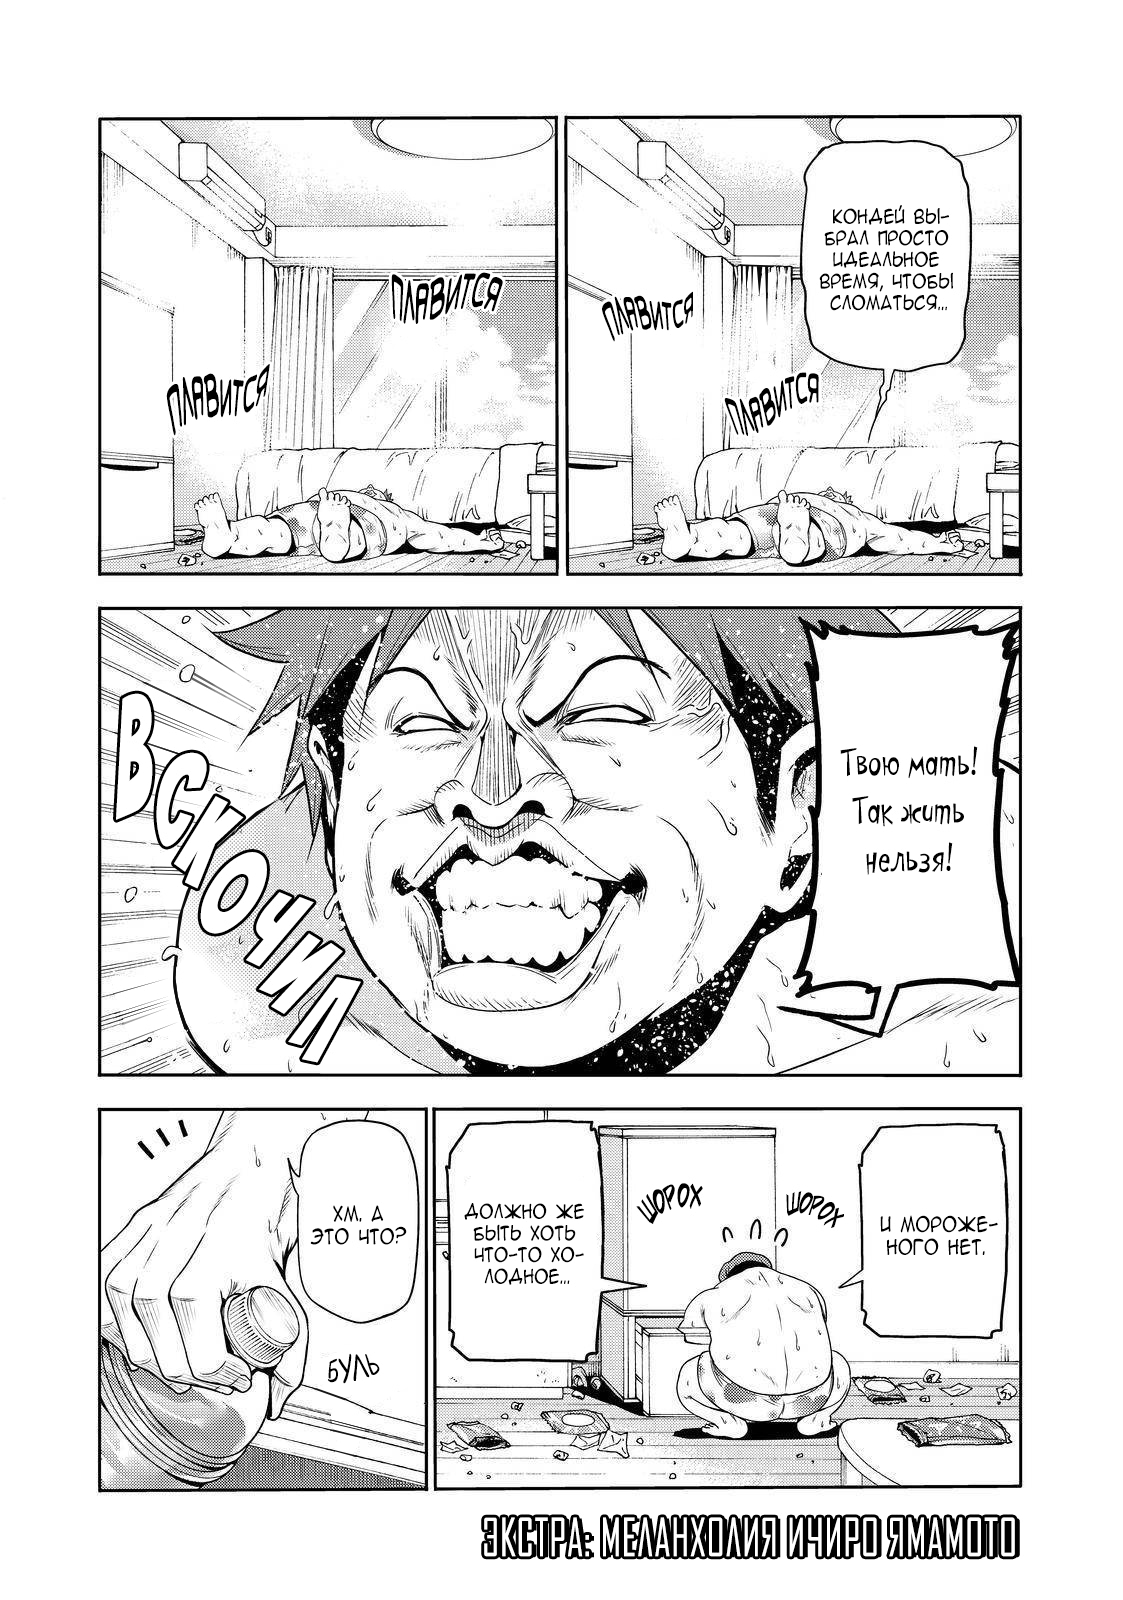 КОНДЕЙ ВЫ-
БРАЛ ПРОСТО
ИДЕАЛЬНОЕ
ВРЕМЯ, ЧТОБЫ
СЛОМАТЬСЯ...
ПЛАВИТСЯ
ПЛАВИТСЯ
ПЛАВИТСЯ
ПЛАВИТСЯ
Твою мать!
Так жить
нельзя!
ВСКОЧИЛ
И МОРОЖЕ-
НОГО НЕТ.
ШОРОХ
ШОРОХ
ДОЛЖНО ЖЕ
БЫТЬ ХОТЬ
ЧТО-ТО ХО-
ЛОДНОЕ...
ХМ, А
ЭТО ЧТО?
БУЛЬ
ЭКСТРА: МЕЛАНХОЛИЯ ИЧИРО ЯМАМОТО